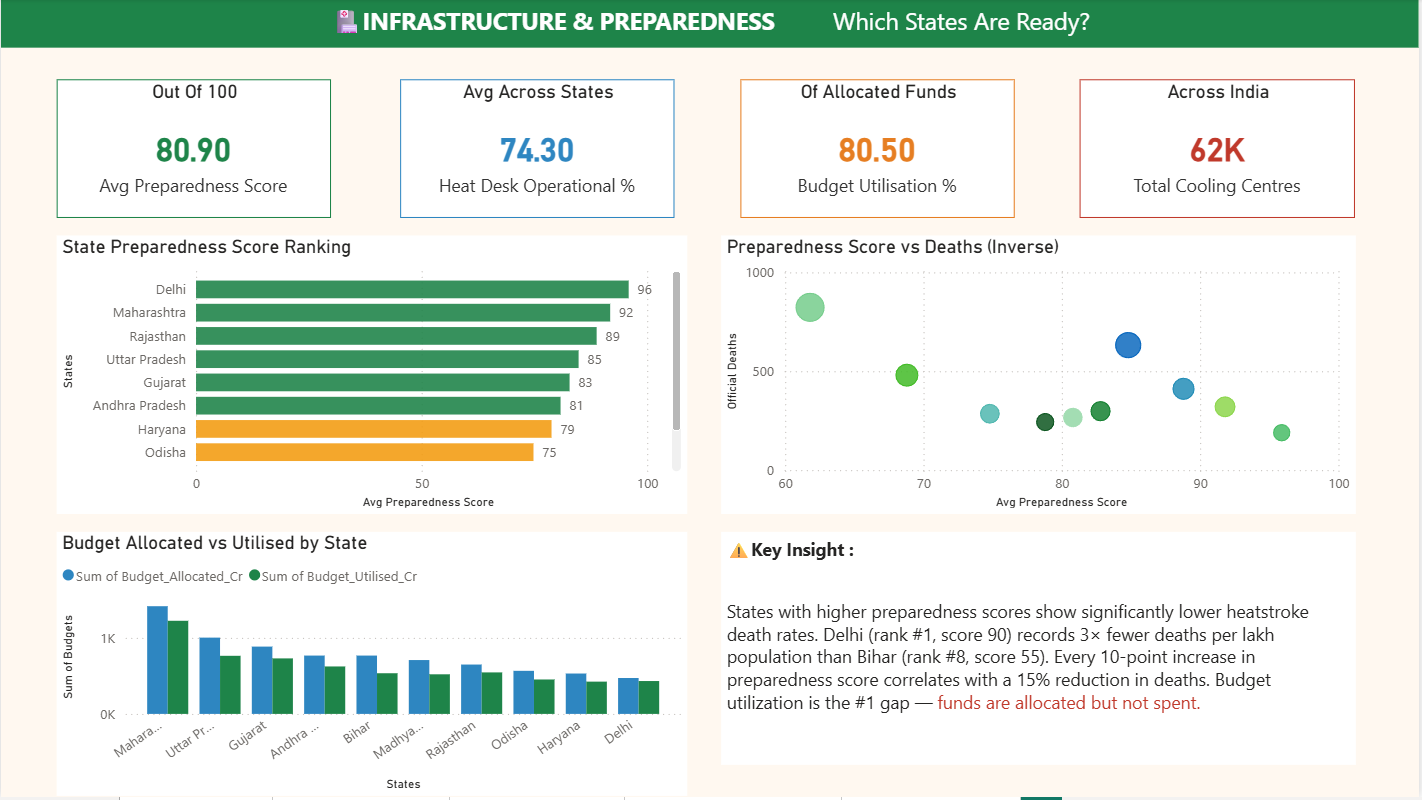 INFRASTRUCTURE & PREPAREDNESS Which States Are Ready?
Out Of 100
80.90
Avg Preparedness Score
Avg Across States
74.30
Heat Desk Operational %
Of Allocated Funds
80.50
Budget Utilisation %
Across India
62K
Total Cooling Centres
State Preparedness Score Ranking
States
Delhi 96
Maharashtra 92
Rajasthan 89
Uttar Pradesh 85
Gujarat 83
Andhra Pradesh 81
Haryana 79
Odisha 75
0 50 100
Avg Preparedness Score
Preparedness Score vs Deaths (Inverse)
Official Deaths
1000
500
0
60 70 80 90 100
Avg Preparedness Score
Budget Allocated vs Utilised by State
Sum of Budget_Allocated_Cr Sum of Budget_Utilised_Cr
Sum of Budgets
1K
0K
Mahara... Uttar Pr... Gujarat Andhra ... Bihar Madhya... Rajasthan Odisha Haryana Delhi
States
Key Insight :
States with higher preparedness scores show significantly lower heatstroke
death rates. Delhi (rank #1, score 90) records 3× fewer deaths per lakh
population than Bihar (rank #8, score 55). Every 10-point increase in
preparedness score correlates with a 15% reduction in deaths. Budget
utilization is the #1 gap — funds are allocated but not spent.